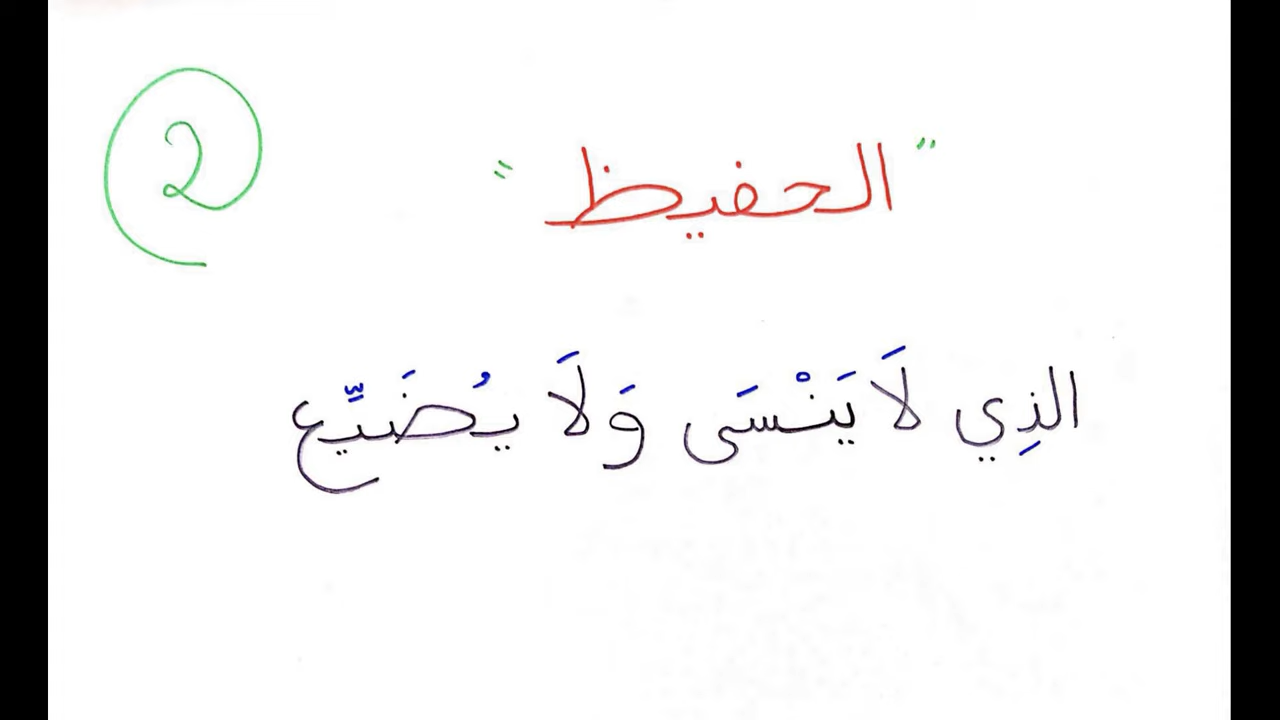 2
"الحفيظ"
الذِي لَا يَنْسَى وَلَا يُضَيِّع